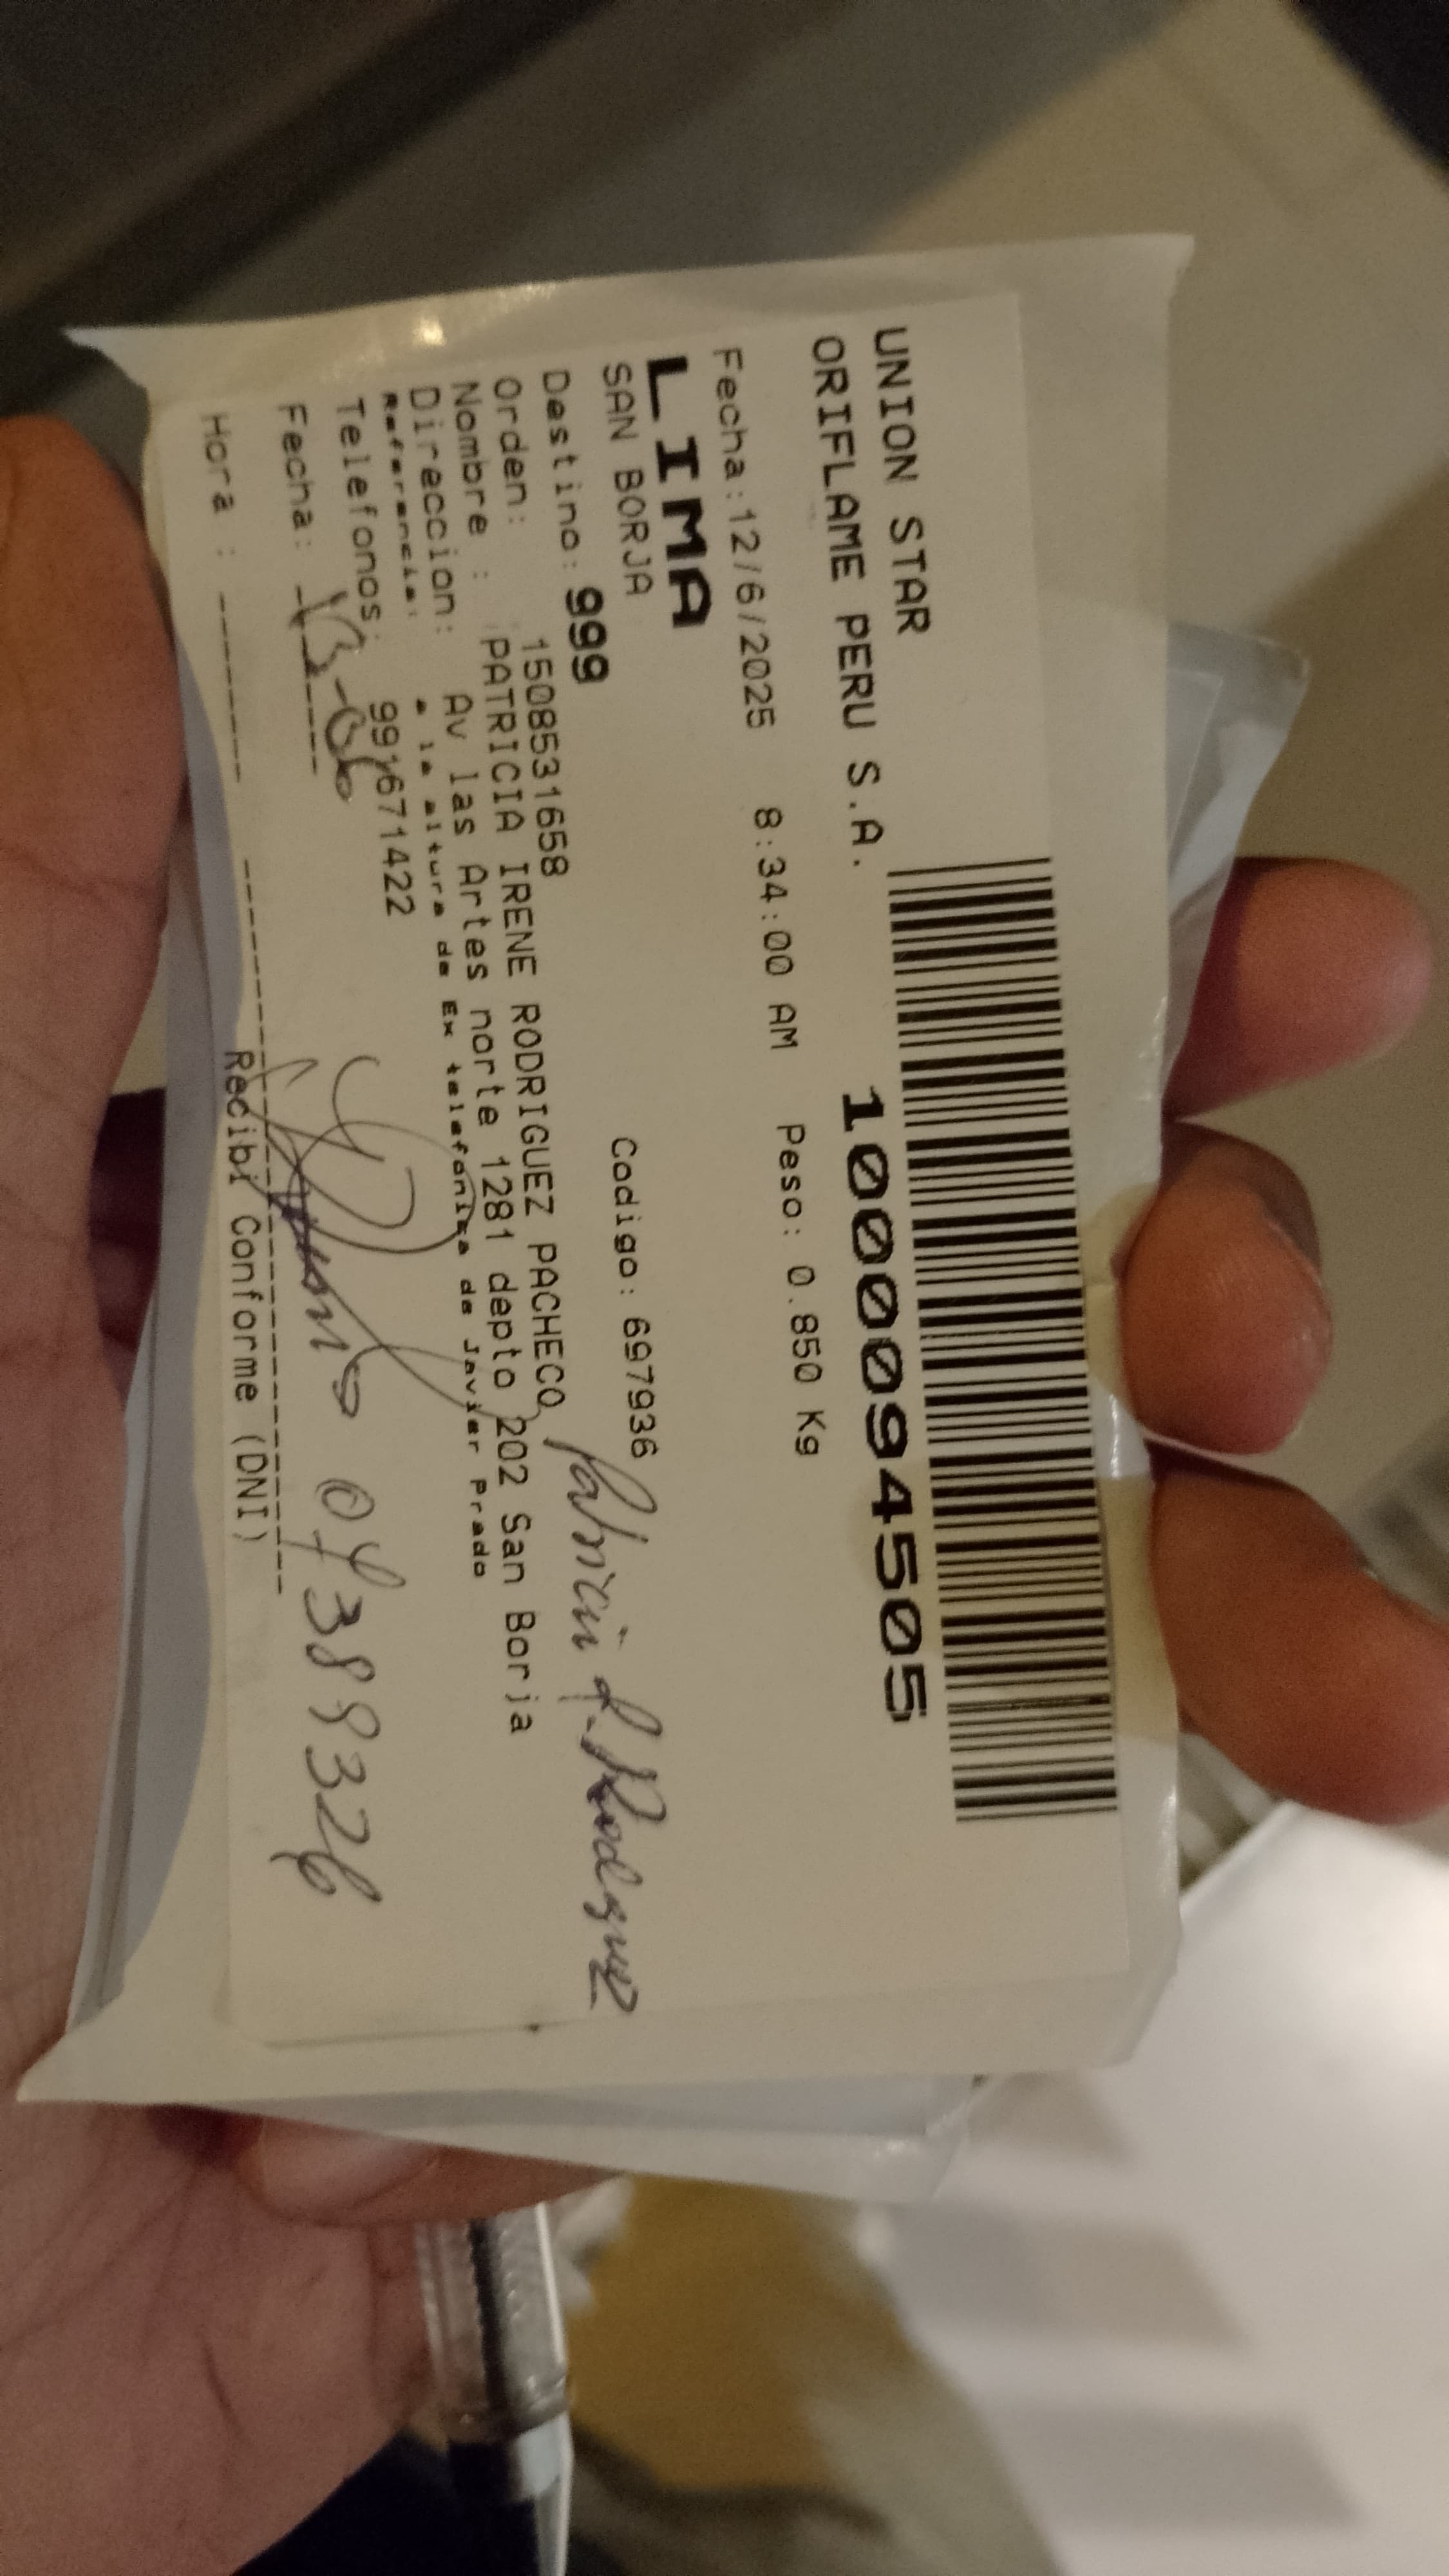 UNION STAR
ORIFLAME PERU S.A.
1000094505
Fecha:12/6/2025 8:34:00 AM Peso: 0.850 Kg
LIMA
SAN BORJA Codigo: 697936
Destino: 999
Orden: 1508531658
Nombre : PATRICIA IRENE RODRIGUEZ PACHECO
Patricia I. Rodriguez
Direccion: Av las Artes norte 1281 depto 202 San Borja
Referencia: a la altura de Ex telefonica de Javier Prado
Telefonos: 991671422
Fecha: 13-06
Hora :
Recibi Conforme (DNI)